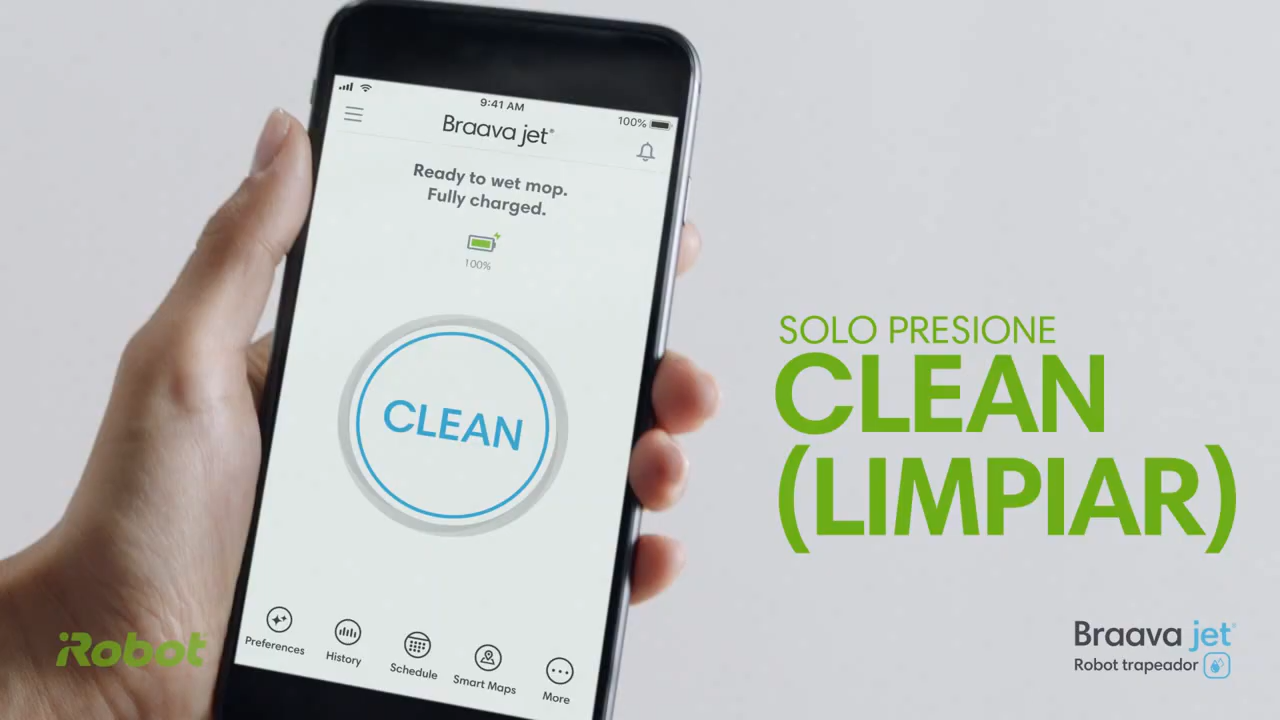 9:41 AM
100%
Braava jet®
Ready to wet mop.
Fully charged.
100%
CLEAN
Preferences
History
Schedule
Smart Maps
More
SOLO PRESIONE
CLEAN
(LIMPIAR)
iRobot
Braava jet®
Robot trapeador